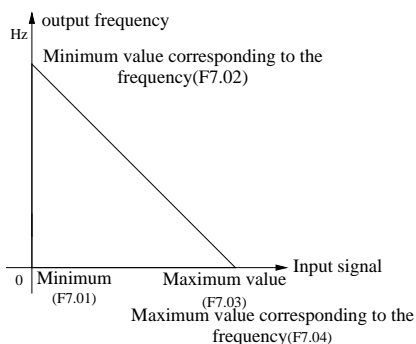 output frequency
Hz
Minimum value corresponding to the
frequency(F7.02)
Input signal
0
Minimum
(F7.01)
Maximum value
(F7.03)
Maximum value corresponding to the
frequency(F7.04)